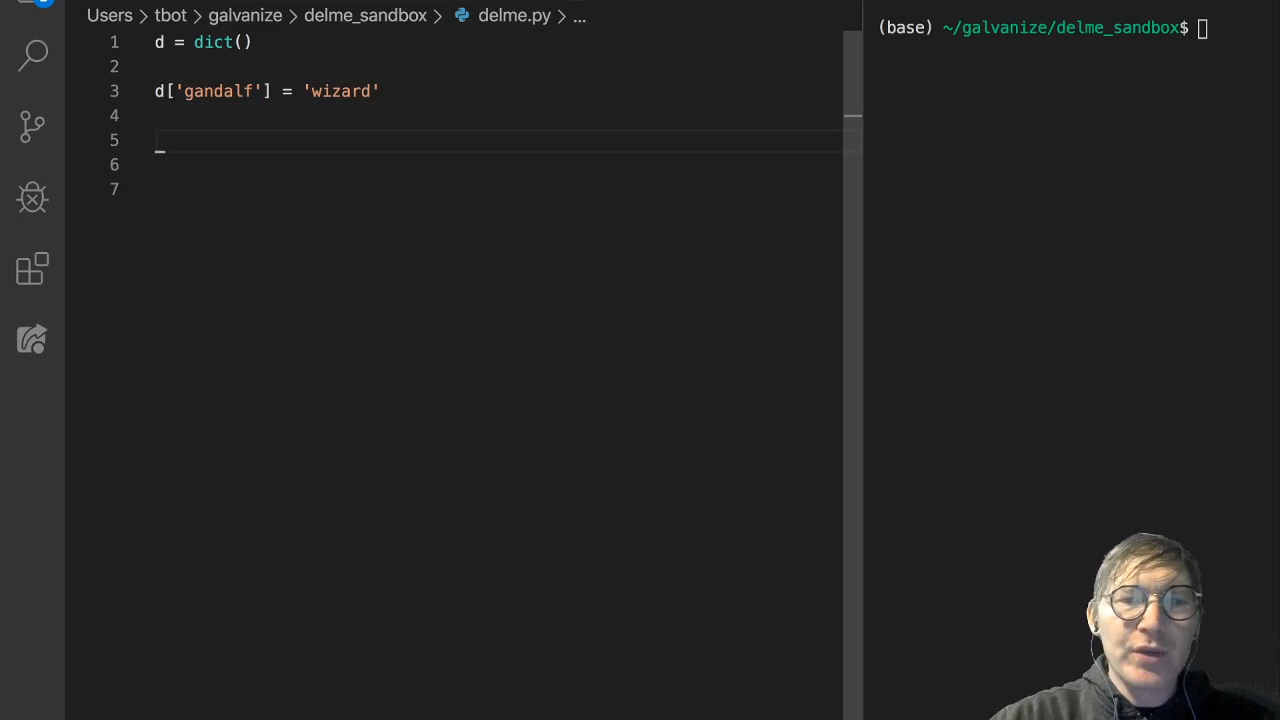 Users > tbot > galvanize > delme_sandbox > delme.py > ...
1 d = dict()
2
3 d['gandalf'] = 'wizard'
4
5
6
7
(base) ~/galvanize/delme_sandbox$